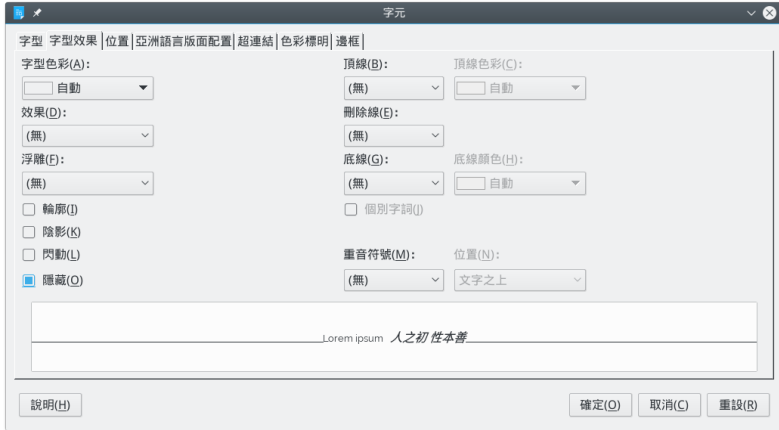 字元
字型 字型效果 位置 亞洲語言版面配置 超連結 色彩標明 邊框
字型色彩(A): 頂線(B): 頂線色彩(C):
自動 (無) 自動
效果(D): 刪除線(E):
(無) (無)
浮雕(F): 底線(G): 底線顏色(H):
(無) (無) 自動
輪廓(I) 個別字詞(J)
陰影(K)
閃動(L) 重音符號(M): 位置(N):
隱藏(O) (無) 文字之上
Lorem ipsum 人之初 性本善
說明(H) 確定(O) 取消(C) 重設(R)